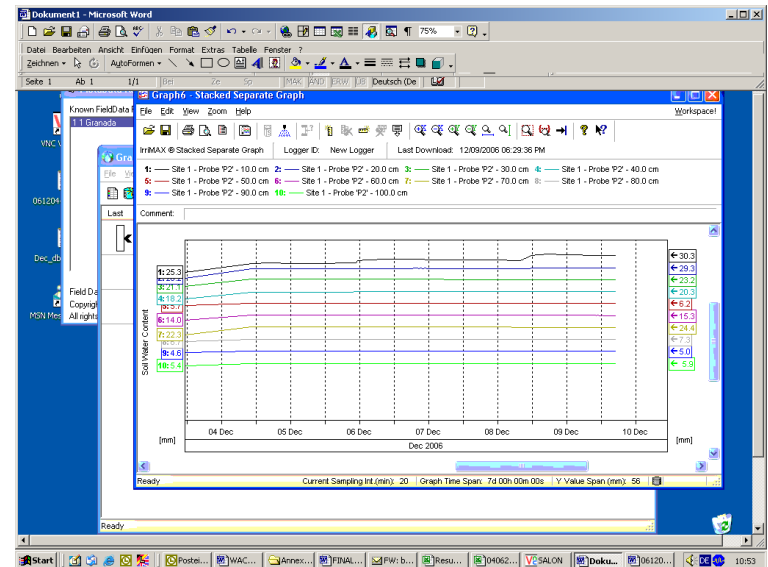 Dokument1 - Microsoft Word
75%
Datei Bearbeiten Ansicht Einfügen Format Extras Tabelle Fenster ?
Zeichnen AutoFormen
Seite 1 Ab 1 1/1 Bei Ze Sp MAK ÄND ERW ÜB Deutsch (De
Graph6 - Stacked Separate Graph
File Edit View Zoom Help Workspace!
Known FieldData
1 1 Granada
IrriMAX ® Stacked Separate Graph Logger ID: New Logger Last Download: 12/09/2006 06:29:36 PM
1: Site 1 - Probe 'P2' - 10.0 cm 2: Site 1 - Probe 'P2' - 20.0 cm 3: Site 1 - Probe 'P2' - 30.0 cm 4: Site 1 - Probe 'P2' - 40.0 cm
5: Site 1 - Probe 'P2' - 50.0 cm 6: Site 1 - Probe 'P2' - 60.0 cm 7: Site 1 - Probe 'P2' - 70.0 cm 8: Site 1 - Probe 'P2' - 80.0 cm
9: Site 1 - Probe 'P2' - 90.0 cm 10: Site 1 - Probe 'P2' - 100.0 cm
Comment:
VNC
Gra
File
Last
061204
Dec_db
MSN Mes
Field Da
Copyrigh
All rights
Soil Water Content
1: 25.3
3: 21.1
4: 18.2
6: 14.0
7: 22.3
9: 4.6
10: 5.4
30.3
29.3
23.2
20.3
6.2
15.3
24.4
7.3
5.0
5.9
04 Dec 05 Dec 06 Dec 07 Dec 08 Dec 09 Dec 10 Dec
[mm] Dec 2006 [mm]
Ready Current Sampling Int.(min): 20 Graph Time Span: 7d 00h 00m 00s Y Value Span (mm): 56
Ready
Start Postei... WAC... Annex... FINAL... FW: b... Resu... 04062... SALON Doku... 06120... DE 10:53